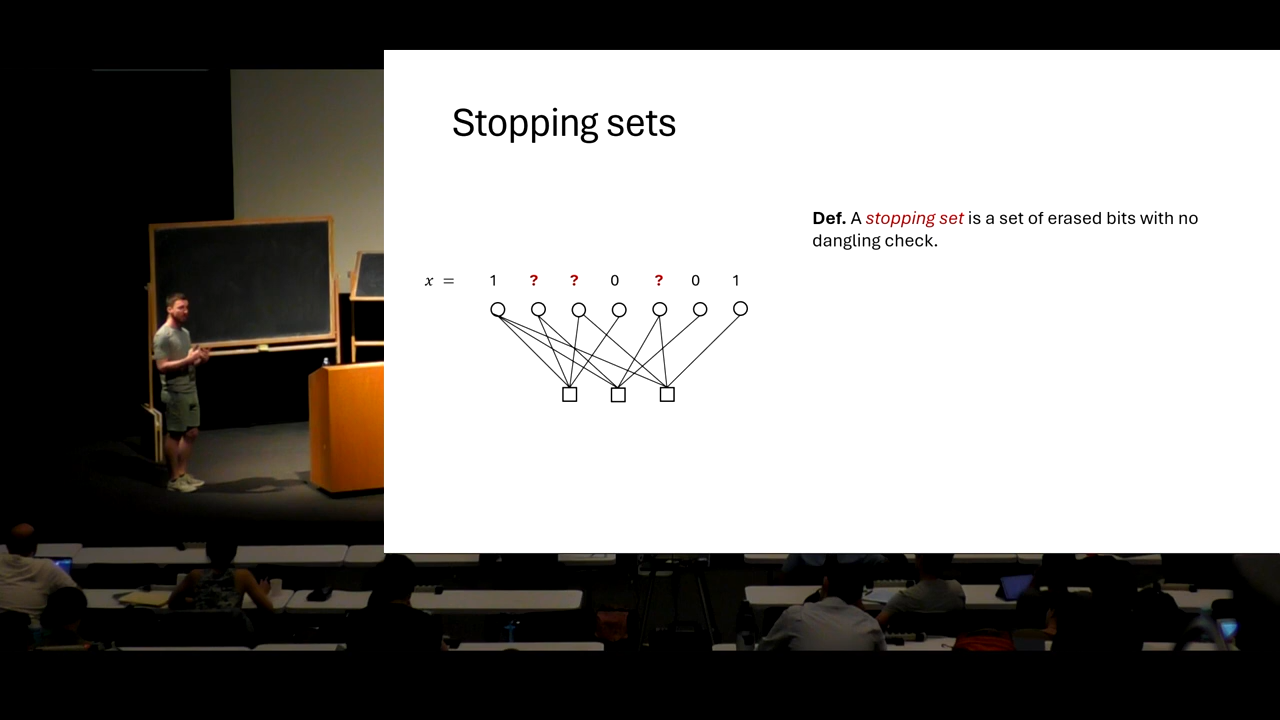 Stopping sets
Def. A stopping set is a set of erased bits with no
dangling check.
x = 1 ? ? 0 ? 0 1